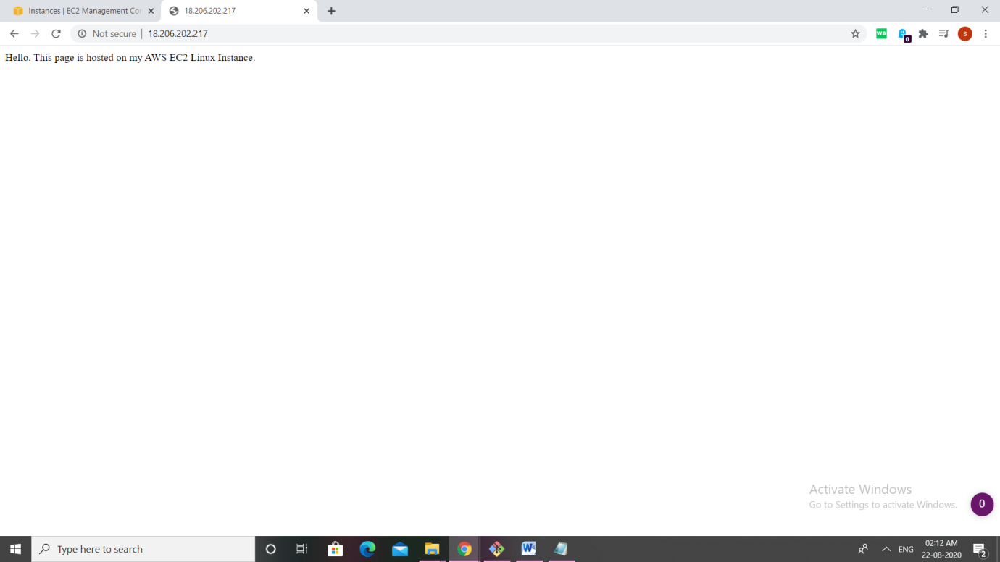 Instances | EC2 Management Con
18.206.202.217
Not secure
18.206.202.217
WA
0
S
Hello. This page is hosted on my AWS EC2 Linux Instance.
Activate Windows
Go to Settings to activate Windows.
0
Type here to search
W
ENG
02:12 AM
22-08-2020
2